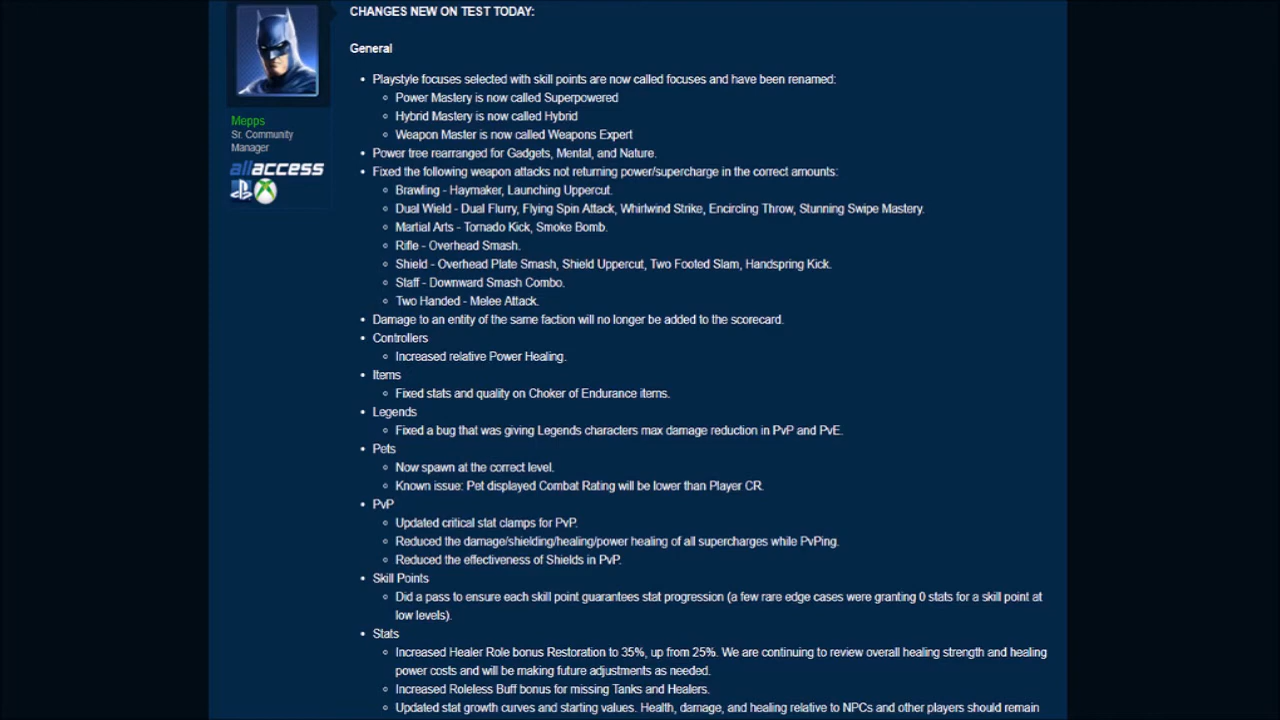 CHANGES NEW ON TEST TODAY:
General
Mepps
Sr. Community
Manager
allaccess
Playstyle focuses selected with skill points are now called focuses and have been renamed:
Power Mastery is now called Superpowered
Hybrid Mastery is now called Hybrid
Weapon Master is now called Weapons Expert
Power tree rearranged for Gadgets, Mental, and Nature.
Fixed the following weapon attacks not returning power/supercharge in the correct amounts:
Brawling - Haymaker, Launching Uppercut.
Dual Wield - Dual Flurry, Flying Spin Attack, Whirlwind Strike, Encircling Throw, Stunning Swipe Mastery.
Martial Arts - Tornado Kick, Smoke Bomb.
Rifle - Overhead Smash.
Shield - Overhead Plate Smash, Shield Uppercut, Two Footed Slam, Handspring Kick.
Staff - Downward Smash Combo.
Two Handed - Melee Attack.
Damage to an entity of the same faction will no longer be added to the scorecard.
Controllers
Increased relative Power Healing.
Items
Fixed stats and quality on Choker of Endurance items.
Legends
Fixed a bug that was giving Legends characters max damage reduction in PvP and PvE.
Pets
Now spawn at the correct level.
Known issue: Pet displayed Combat Rating will be lower than Player CR.
PvP
Updated critical stat clamps for PvP.
Reduced the damage/shielding/healing/power healing of all supercharges while PvPing.
Reduced the effectiveness of Shields in PvP.
Skill Points
Did a pass to ensure each skill point guarantees stat progression (a few rare edge cases were granting 0 stats for a skill point at
low levels).
Stats
Increased Healer Role bonus Restoration to 35%, up from 25%. We are continuing to review overall healing strength and healing
power costs and will be making future adjustments as needed.
Increased Roleless Buff bonus for missing Tanks and Healers.
Updated stat growth curves and starting values. Health, damage, and healing relative to NPCs and other players should remain